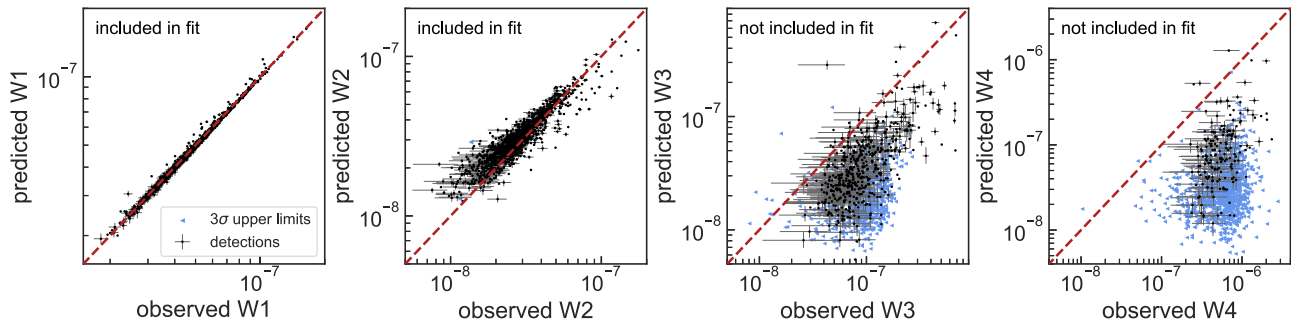 included in fit
predicted W1
10⁻⁷
3σ upper limits
detections
10⁻⁷
observed W1
included in fit
predicted W2
10⁻⁷
10⁻⁸
10⁻⁸
10⁻⁷
observed W2
not included in fit
predicted W3
10⁻⁷
10⁻⁸
10⁻⁸
10⁻⁷
observed W3
not included in fit
predicted W4
10⁻⁶
10⁻⁷
10⁻⁸
10⁻⁸
10⁻⁷
10⁻⁶
observed W4